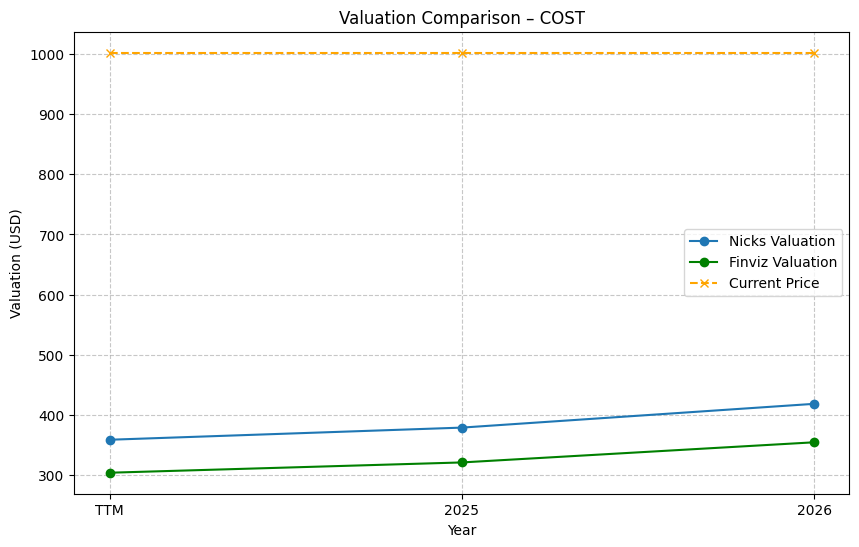 Valuation Comparison – COST
Valuation (USD)
1000
900
800
700
600
500
400
300
Nicks Valuation
Finviz Valuation
Current Price
TTM
2025
2026
Year